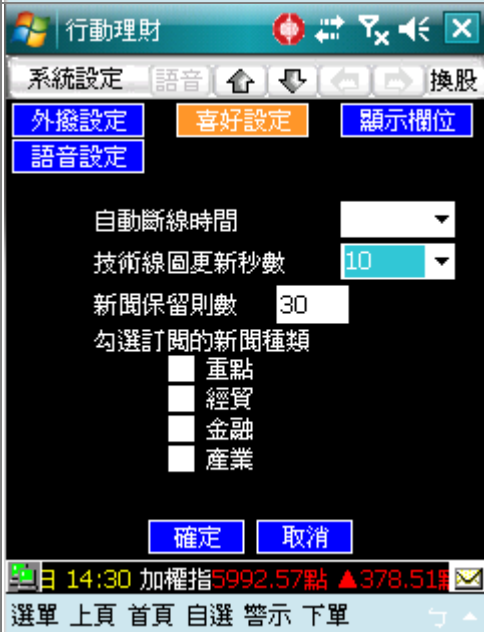 行動理財
系統設定 語音 換股
外撥設定 喜好設定 顯示欄位
語音設定
自動斷線時間
技術線圖更新秒數 10
新聞保留則數 30
勾選訂閱的新聞種類
重點
經貿
金融
產業
確定 取消
日 14:30 加權指5992.57點 ▲378.51
選單 上頁 首頁 自選 警示 下單